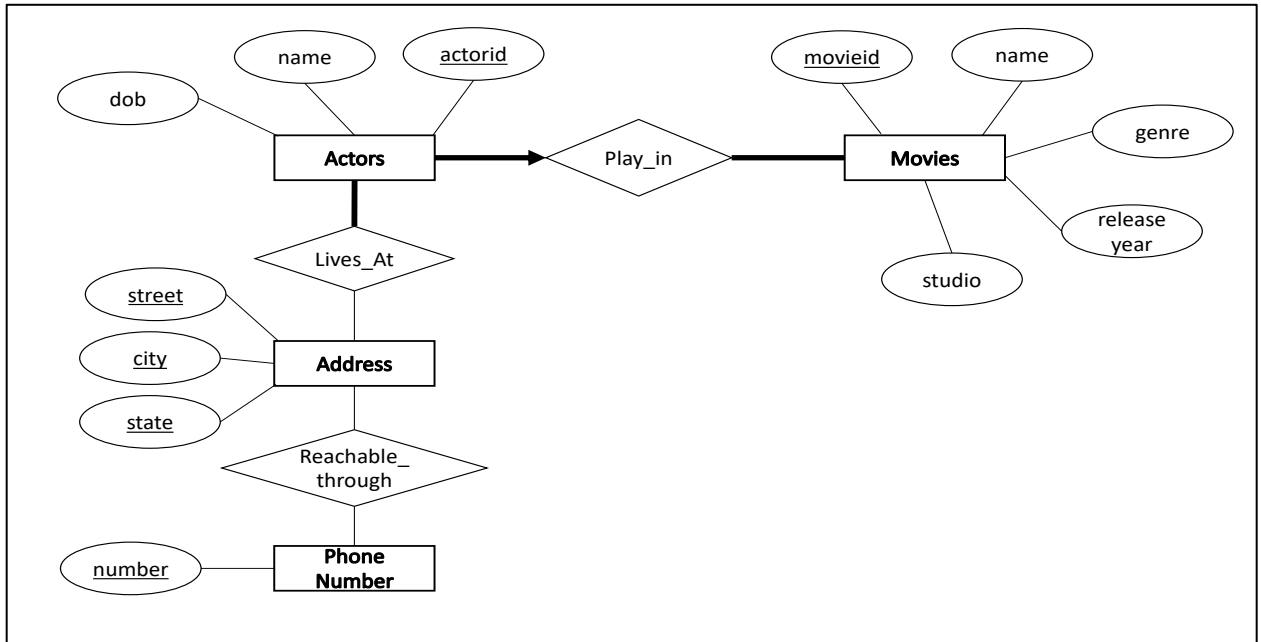 name
actorid
movieid
name
dob
genre
Actors
Play_in
Movies
release
year
Lives_At
studio
street
city
Address
state
Reachable_
through
Phone
Number
number